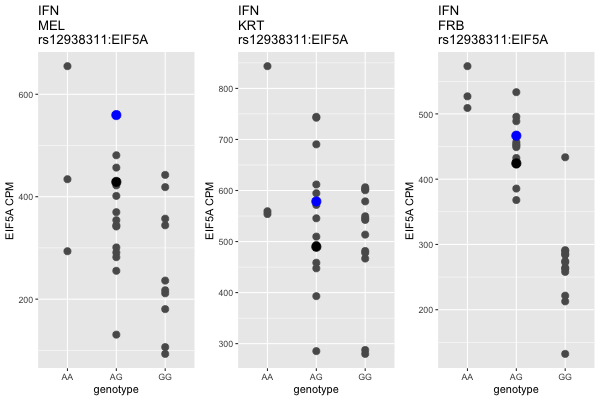 IFN
MEL
rs12938311:EIF5A
EIF5A CPM
600
400
200
AA AG GG
genotype
IFN
KRT
rs12938311:EIF5A
EIF5A CPM
800
700
600
500
400
300
AA AG GG
genotype
IFN
FRB
rs12938311:EIF5A
EIF5A CPM
500
400
300
200
AA AG GG
genotype